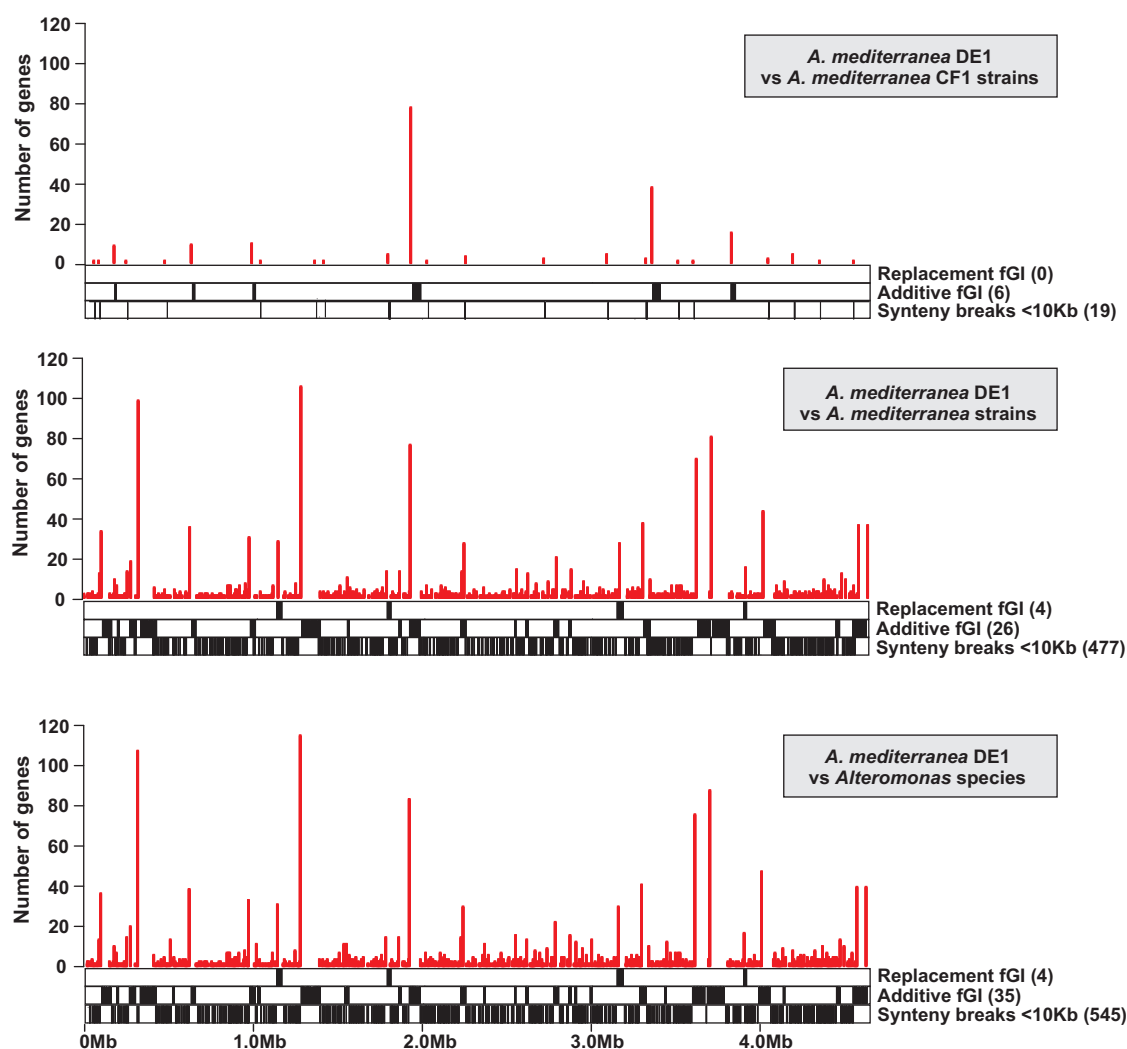 120
100
80
60
40
20
0
Number of genes
A. mediterranea DE1
vs A. mediterranea CF1 strains
Replacement fGI (0)
Additive fGI (6)
Synteny breaks <10Kb (19)
120
100
80
60
40
20
0
Number of genes
A. mediterranea DE1
vs A. mediterranea strains
Replacement fGI (4)
Additive fGI (26)
Synteny breaks <10Kb (477)
120
100
80
60
40
20
0
Number of genes
A. mediterranea DE1
vs Alteromonas species
Replacement fGI (4)
Additive fGI (35)
Synteny breaks <10Kb (545)
0Mb 1.0Mb 2.0Mb 3.0Mb 4.0Mb